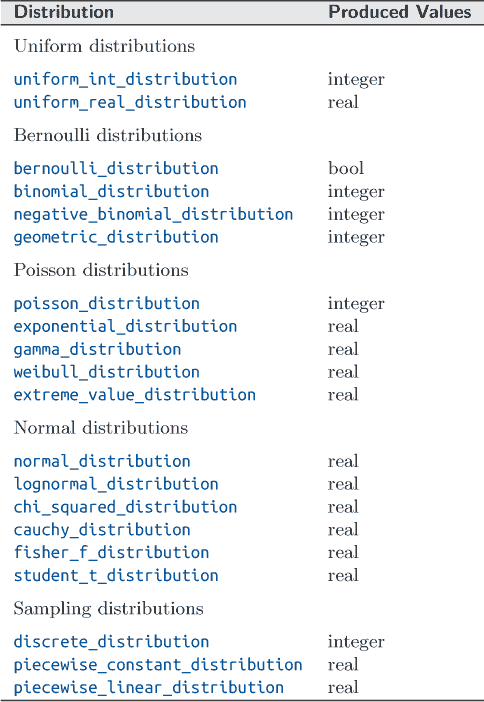 Distribution Produced Values
Uniform distributions
uniform_int_distribution integer
uniform_real_distribution real
Bernoulli distributions
bernoulli_distribution bool
binomial_distribution integer
negative_binomial_distribution integer
geometric_distribution integer
Poisson distributions
poisson_distribution integer
exponential_distribution real
gamma_distribution real
weibull_distribution real
extreme_value_distribution real
Normal distributions
normal_distribution real
lognormal_distribution real
chi_squared_distribution real
cauchy_distribution real
fisher_f_distribution real
student_t_distribution real
Sampling distributions
discrete_distribution integer
piecewise_constant_distribution real
piecewise_linear_distribution real